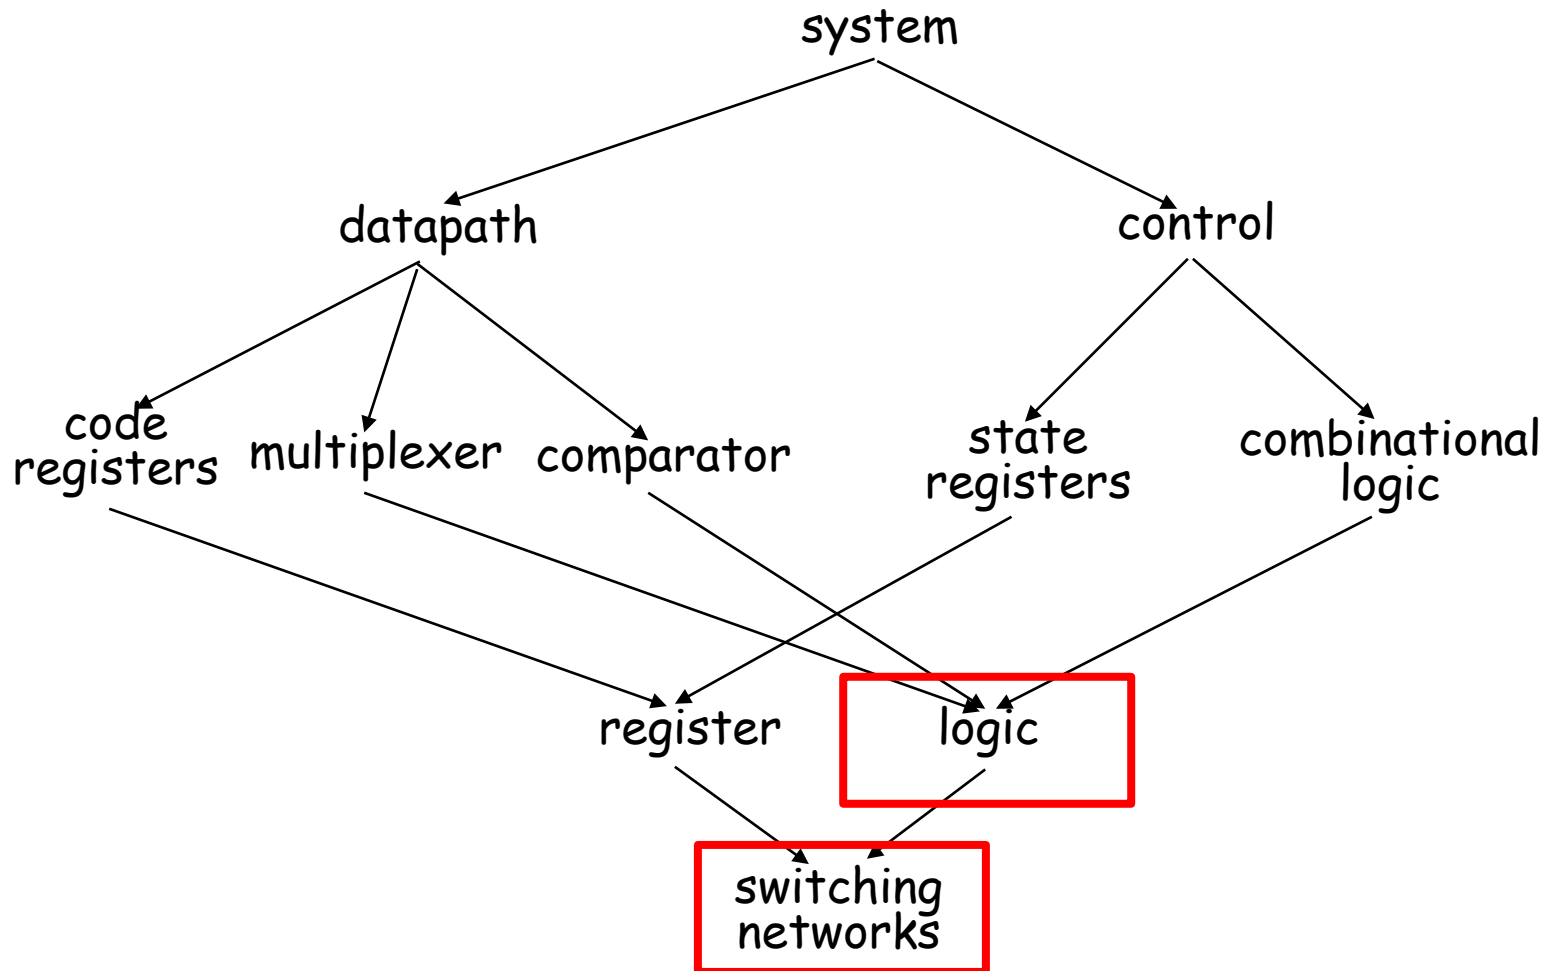 system
datapath
control
code
registers
multiplexer
comparator
state
registers
combinational
logic
register
logic
switching
networks